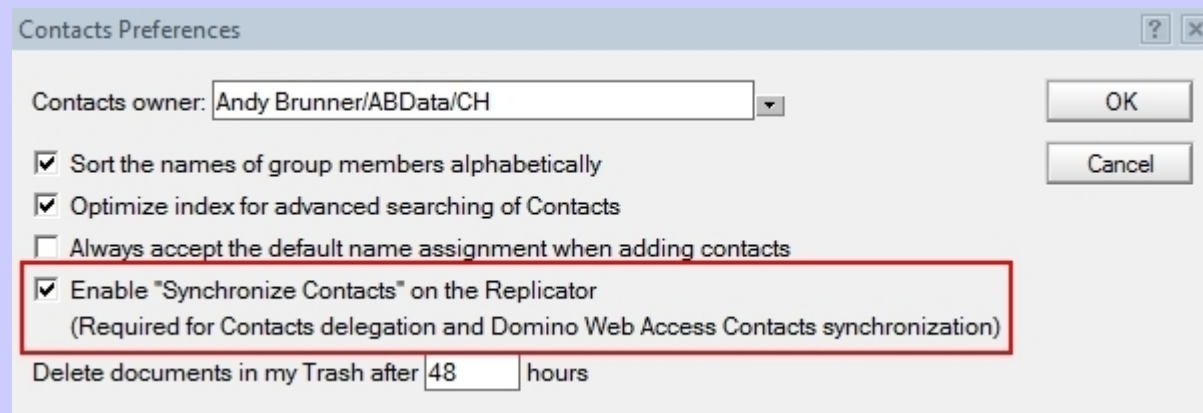 Contacts Preferences
?
Contacts owner: Andy Brunner/ABData/CH
OK
Sort the names of group members alphabetically
Cancel
Optimize index for advanced searching of Contacts
Always accept the default name assignment when adding contacts
Enable "Synchronize Contacts" on the Replicator
(Required for Contacts delegation and Domino Web Access Contacts synchronization)
Delete documents in my Trash after 48 hours